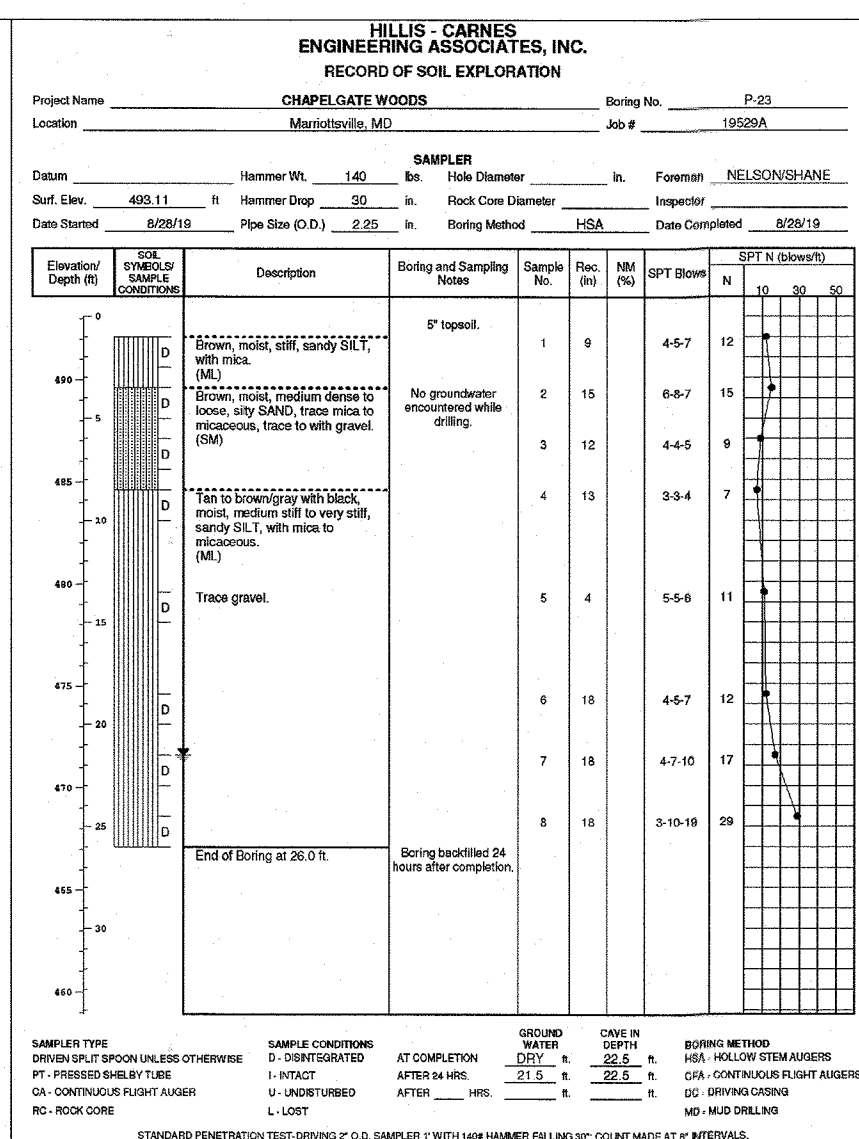 HILLIS - CARNES
ENGINEERING ASSOCIATES, INC.
RECORD OF SOIL EXPLORATION
Project Name CHAPELGATE WOODS Boring No. P-23
Location Marriottsville, MD Job # 19529A
SAMPLER
Datum Hammer Wt. 140 lbs. Hole Diameter in. Foreman NELSON/SHANE
Surf. Elev. 493.11 ft Hammer Drop 30 in. Rock Core Diameter Inspector
Date Started 8/28/19 Pipe Size (O.D.) 2.25 in. Boring Method HSA Date Completed 8/28/19
Elevation/ Depth (ft) SOIL SYMBOLS/ SAMPLE CONDITIONS Description Boring and Sampling Notes Sample No. Rec. (in) NM (%) SPT Blows SPT N (blows/ft)
N 10 30 50
0
5" topsoil.
D Brown, moist, stiff, sandy SILT, 1 9 4-5-7 12
with mica.
(ML)
490
D Brown, moist, medium dense to No groundwater 2 15 6-8-7 15
loose, silty SAND, trace mica to encountered while
5 micaceous, trace to with gravel. drilling.
(SM)
D 3 12 4-4-5 9
485
D Tan to brown/gray with black, 4 13 3-3-4 7
moist, medium stiff to very stiff,
10 sandy SILT, with mica to
micaceous.
(ML)
480
D Trace gravel. 5 4 5-5-6 11
15
475
D 6 18 4-5-7 12
20
D 7 18 4-7-10 17
470
25 D 8 18 3-10-19 29
End of Boring at 26.0 ft. Boring backfilled 24
hours after completion.
465
30
460
GROUND WATER CAVE IN DEPTH
SAMPLER TYPE SAMPLE CONDITIONS BORING METHOD
DRIVEN SPLIT SPOON UNLESS OTHERWISE D - DISINTEGRATED AT COMPLETION DRY ft. 22.5 ft. HSA - HOLLOW STEM AUGERS
PT - PRESSED SHELBY TUBE I - INTACT AFTER 24 HRS. 21.5 ft. 22.5 ft. CFA - CONTINUOUS FLIGHT AUGERS
CA - CONTINUOUS FLIGHT AUGER U - UNDISTURBED AFTER HRS. ft. ft. DC - DRIVING CASING
RC - ROCK CORE L - LOST MD - MUD DRILLING
STANDARD PENETRATION TEST-DRIVING 2" O.D. SAMPLER 1' WITH 140# HAMMER FALLING 30": COUNT MADE AT 6" INTERVALS.